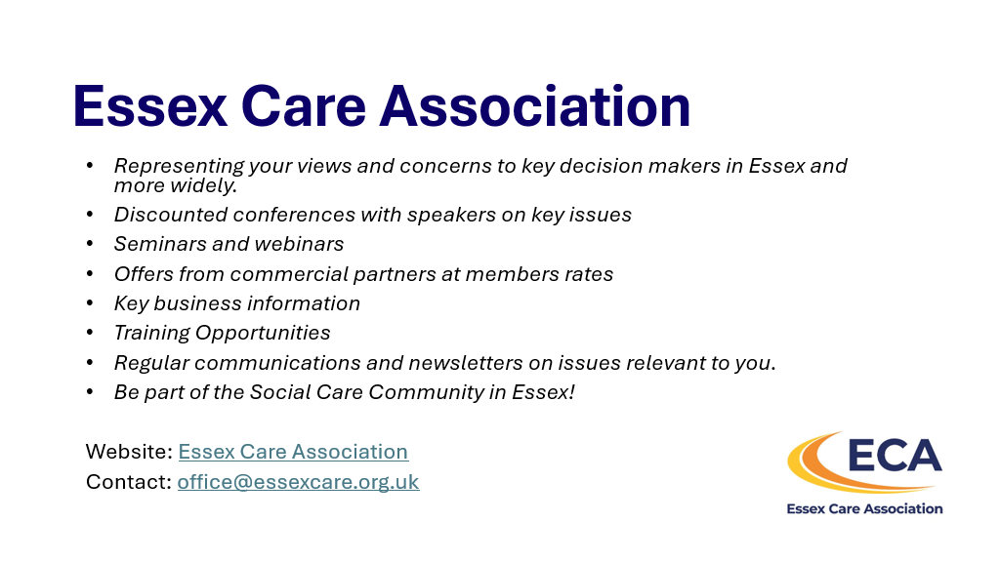 Essex Care Association
• Representing your views and concerns to key decision makers in Essex and
more widely.
• Discounted conferences with speakers on key issues
• Seminars and webinars
• Offers from commercial partners at members rates
• Key business information
• Training Opportunities
• Regular communications and newsletters on issues relevant to you.
• Be part of the Social Care Community in Essex!
Website: Essex Care Association
Contact: office@essexcare.org.uk
ECA
Essex Care Association